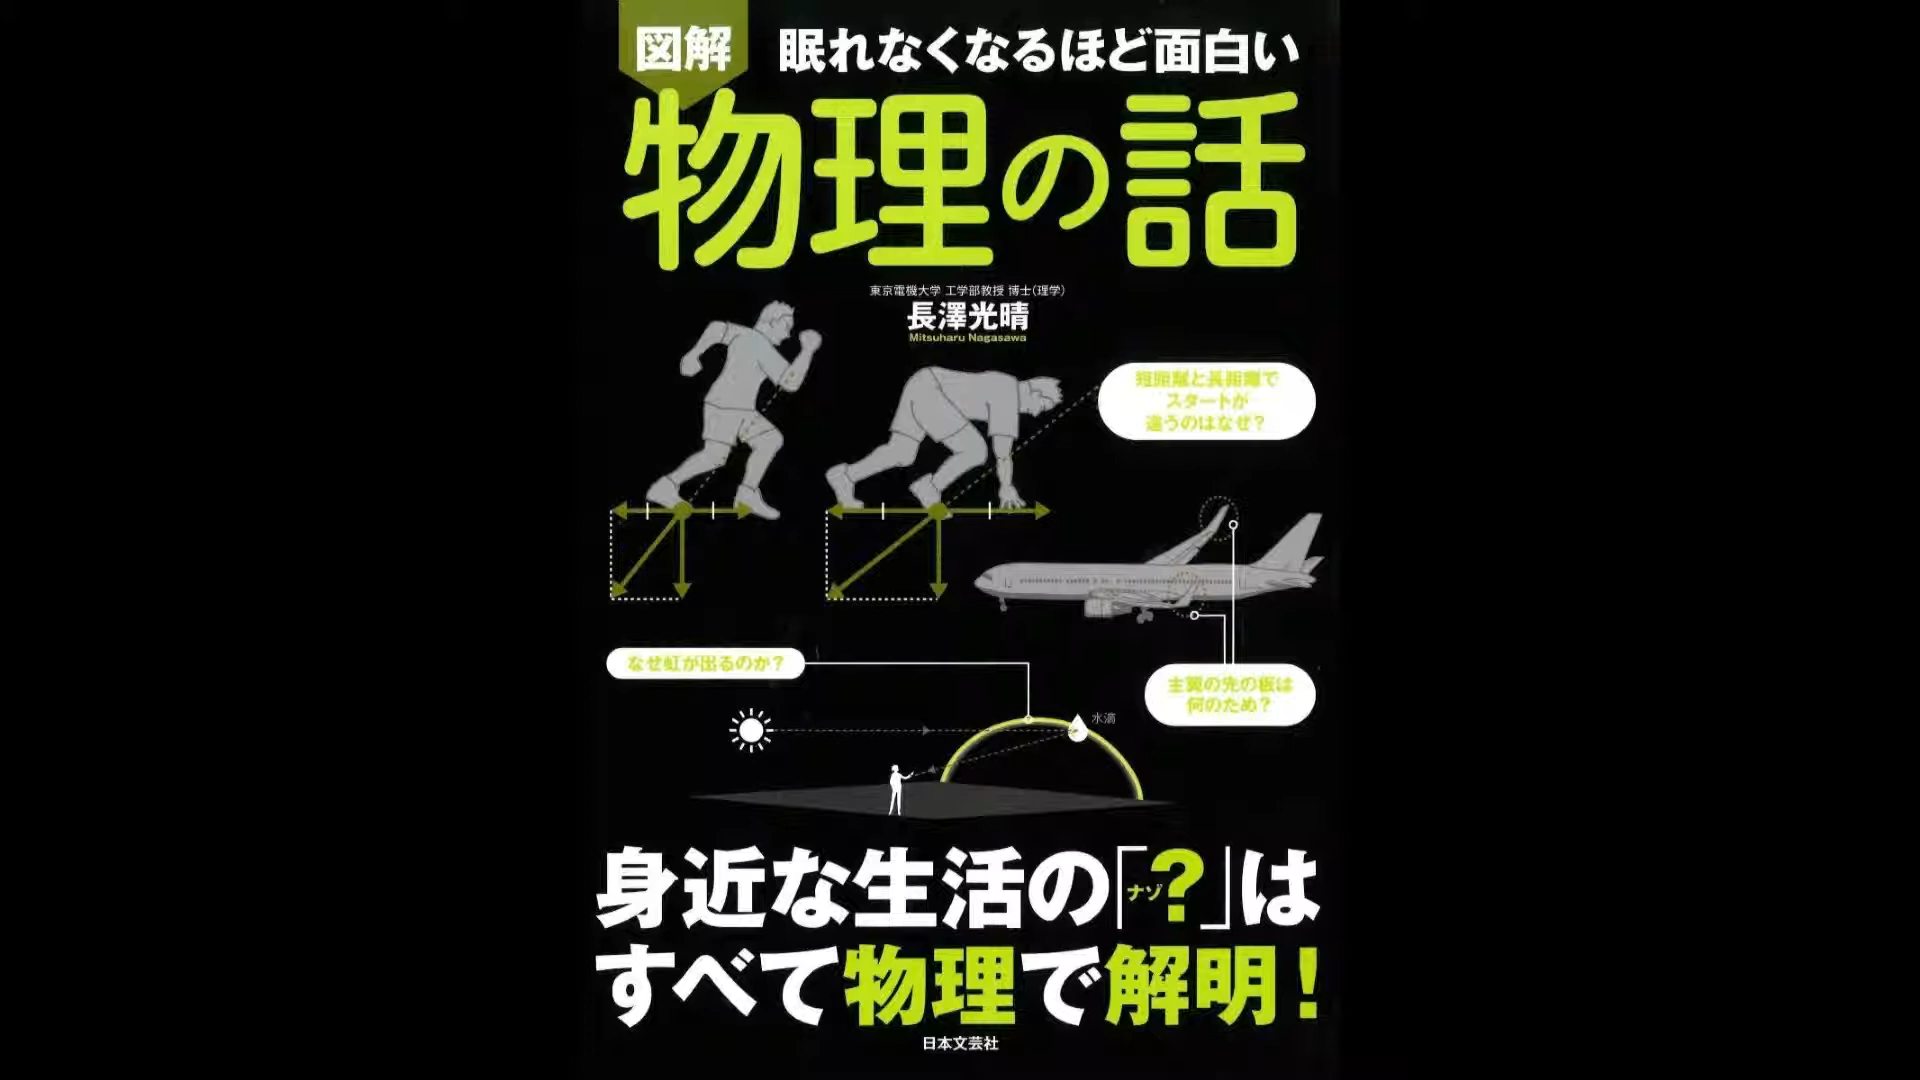 図解
眠れなくなるほど面白い
物理の話
東京電機大学 工学部教授 博士(理学)
長澤光晴
Mitsuharu Nagasawa
短距離と長距離で
スタートが
違うのはなぜ?
なぜ虹が出るのか?
主翼の先の板は
何のため?
水滴
身近な生活の「?」は
ナゾ
すべて物理で解明!
日本文芸社